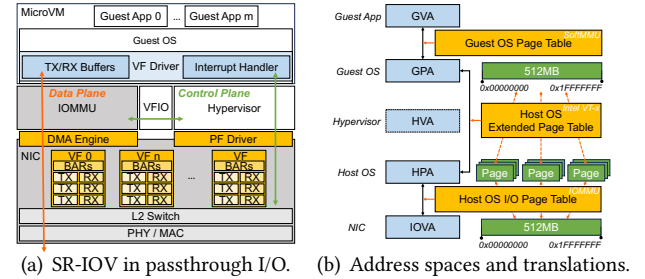 MicroVM
Guest App 0 ... Guest App m
Guest OS
TX/RX Buffers VF Driver Interrupt Handler
Data Plane Control Plane
IOMMU VFIO Hypervisor
DMA Engine PF Driver
NIC VF 0 VF n VF
BARs BARs BARs
TX RX TX RX ... TX RX
TX RX TX RX TX RX
TX RX TX RX TX RX
L2 Switch
PHY / MAC
(a) SR-IOV in passthrough I/O.
Guest App GVA
SoftMMU
Guest OS Page Table
Guest OS GPA 512MB
0x00000000 0x1FFFFFFF
Intel VT-x
Hypervisor HVA Host OS
Extended Page Table
Host OS HPA Page Page Page
IOMMU
Host OS I/O Page Table
NIC IOVA 512MB
0x00000000 0x1FFFFFFF
(b) Address spaces and translations.